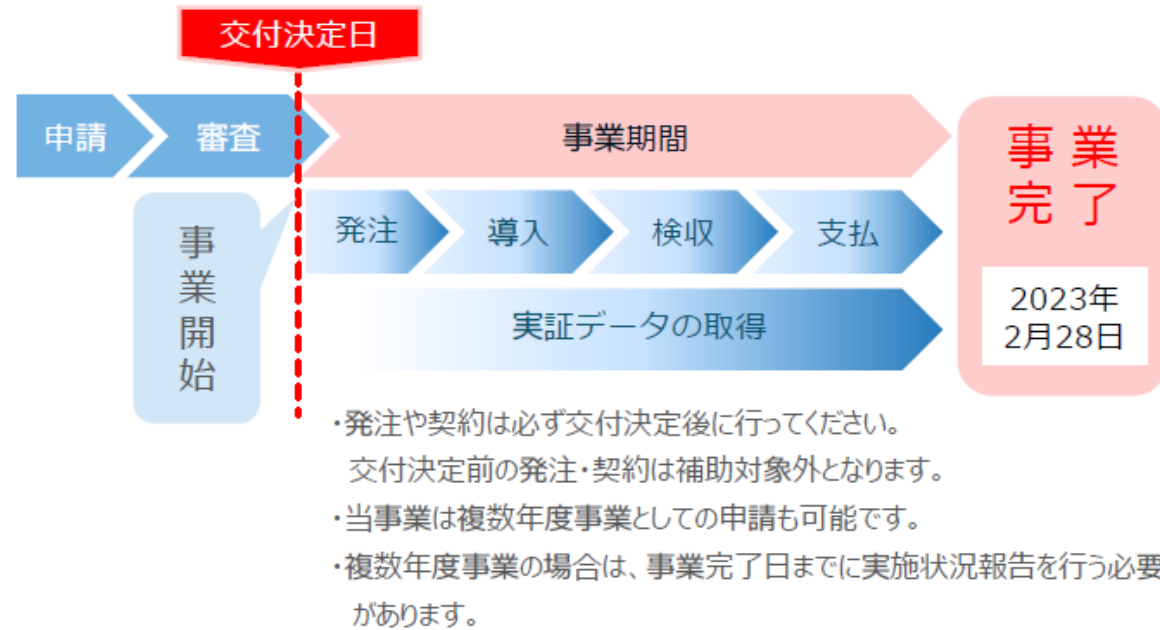 交付決定日
申請
審査
事業期間
事業
完了
2023年
2月28日
事業開始
発注
導入
検収
支払
実証データの取得
・発注や契約は必ず交付決定後に行ってください。
交付決定前の発注・契約は補助対象外となります。
・当事業は複数年度事業としての申請も可能です。
・複数年度事業の場合は、事業完了日までに実施状況報告を行う必要
があります。